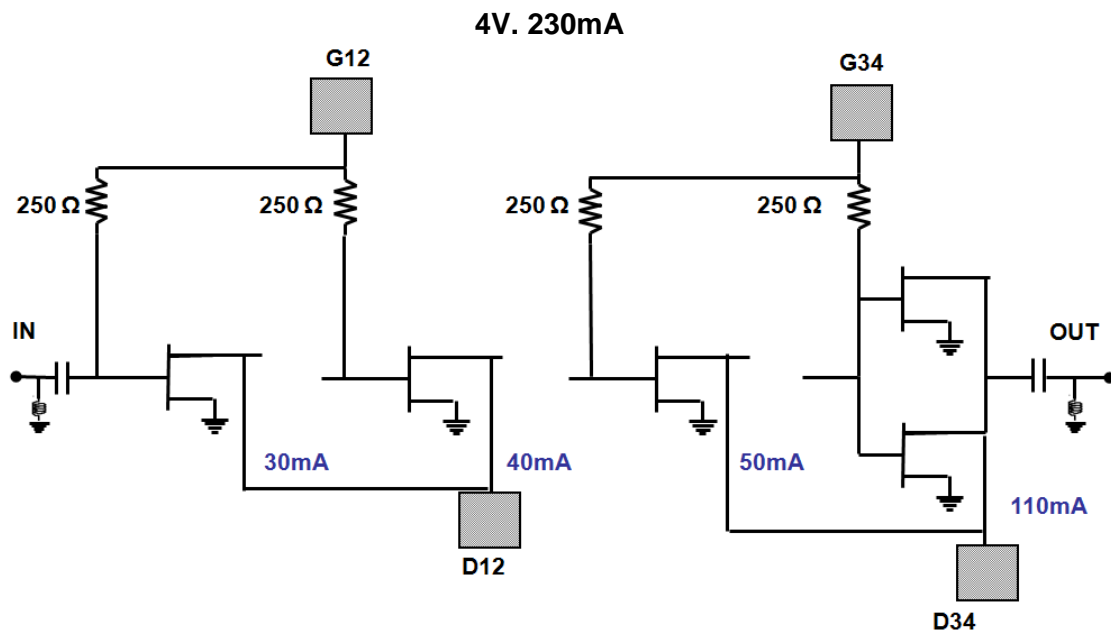 4V. 230mA
G12
G34
250 Ω
250 Ω
250 Ω
250 Ω
IN
OUT
30mA
40mA
50mA
110mA
D12
D34